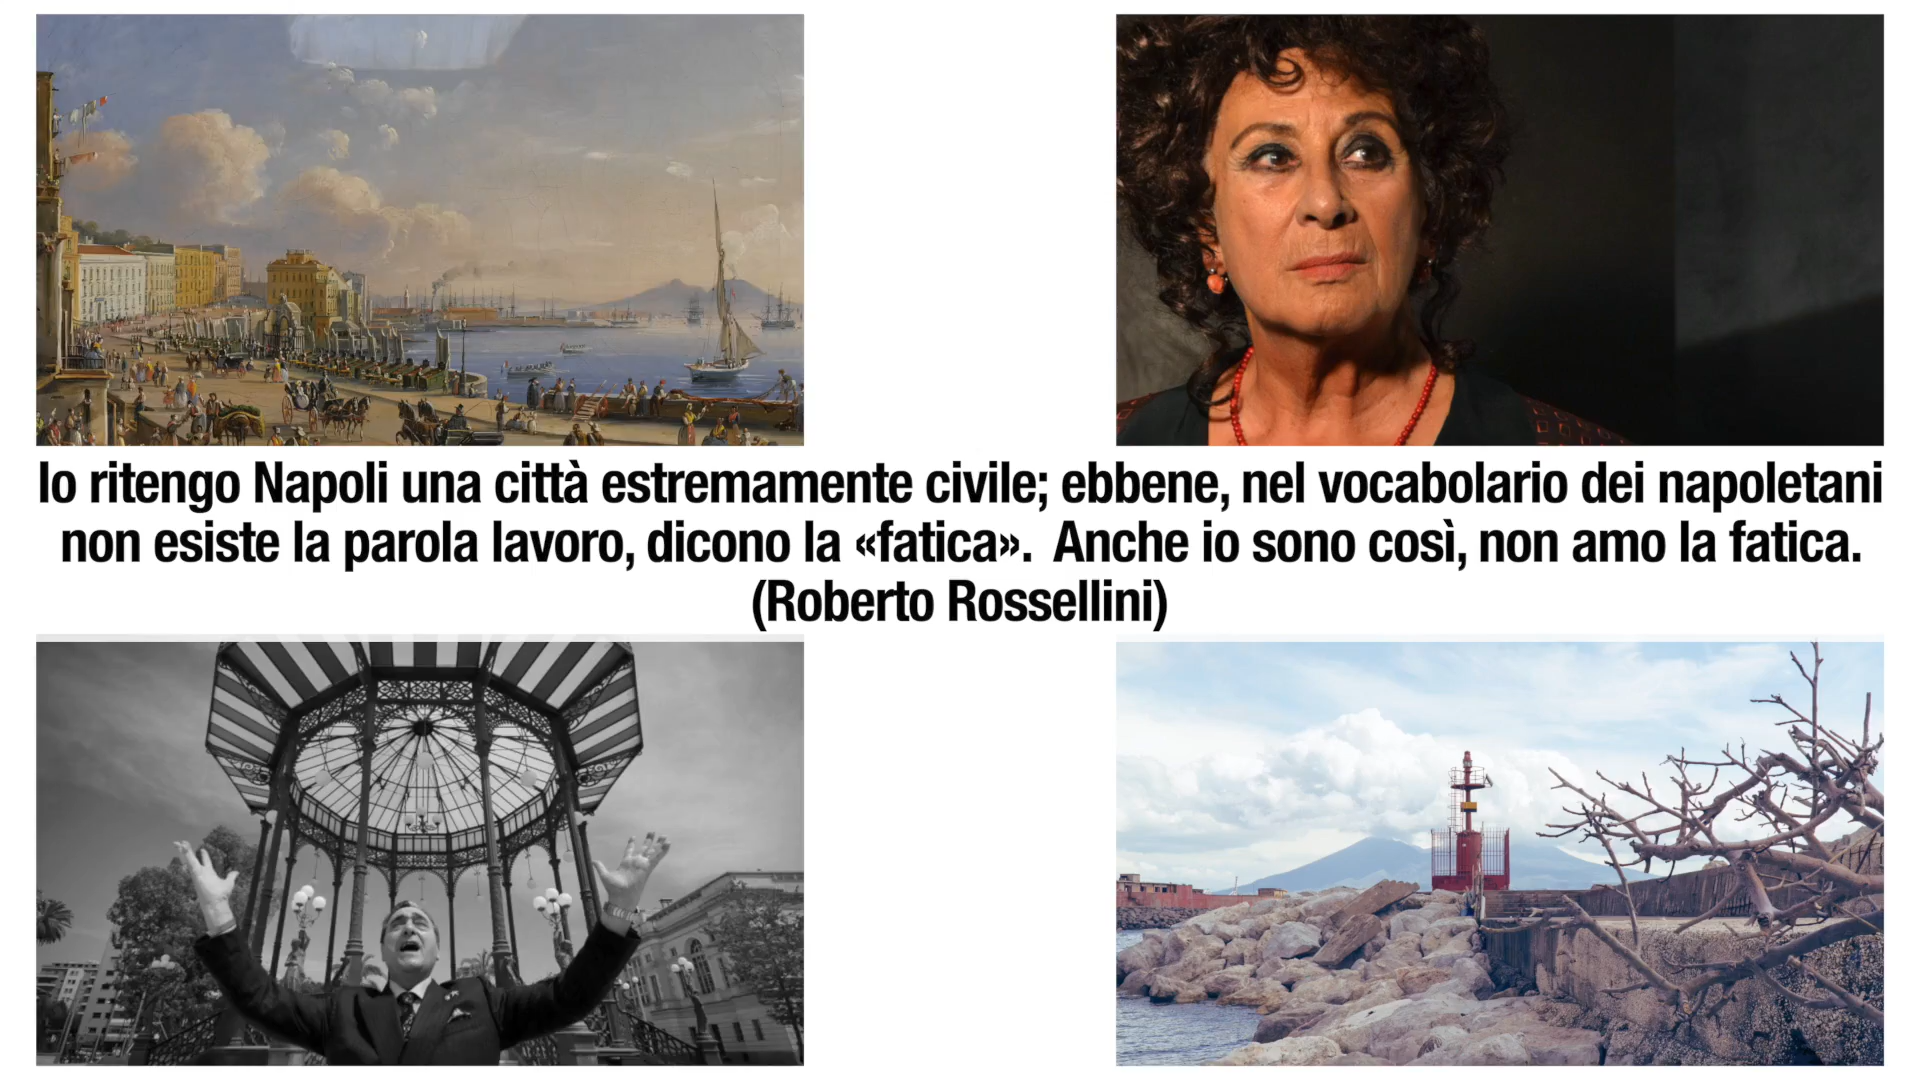 Io ritengo Napoli una città estremamente civile; ebbene, nel vocabolario dei napoletani
non esiste la parola lavoro, dicono la «fatica». Anche io sono così, non amo la fatica.
(Roberto Rossellini)